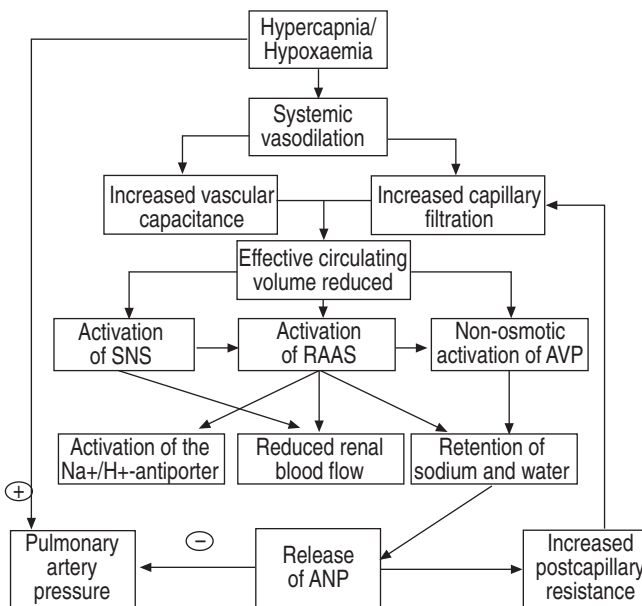 Hypercapnia/
Hypoxaemia
Systemic
vasodilation
Increased vascular
capacitance
Increased capillary
filtration
Effective circulating
volume reduced
Activation
of SNS
Activation
of RAAS
Non-osmotic
activation of AVP
Activation of the
Na+/H+-antiporter
Reduced renal
blood flow
Retention of
sodium and water
+
−
Pulmonary
artery
pressure
Release
of ANP
Increased
postcapillary
resistance